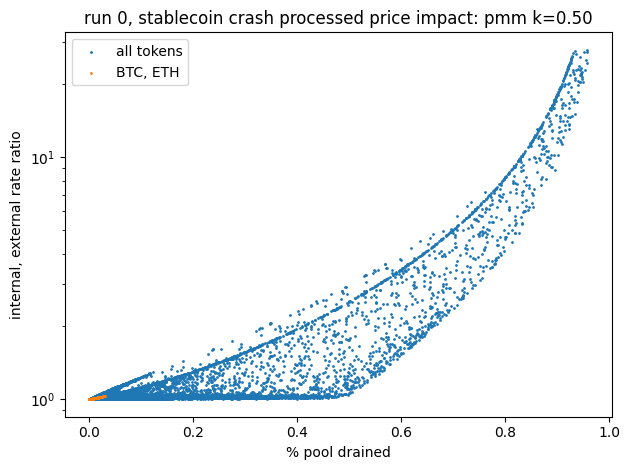 run 0, stablecoin crash processed price impact: pmm k=0.50
all tokens
BTC, ETH
internal, external rate ratio
10¹
10⁰
0.0 0.2 0.4 0.6 0.8 1.0
% pool drained